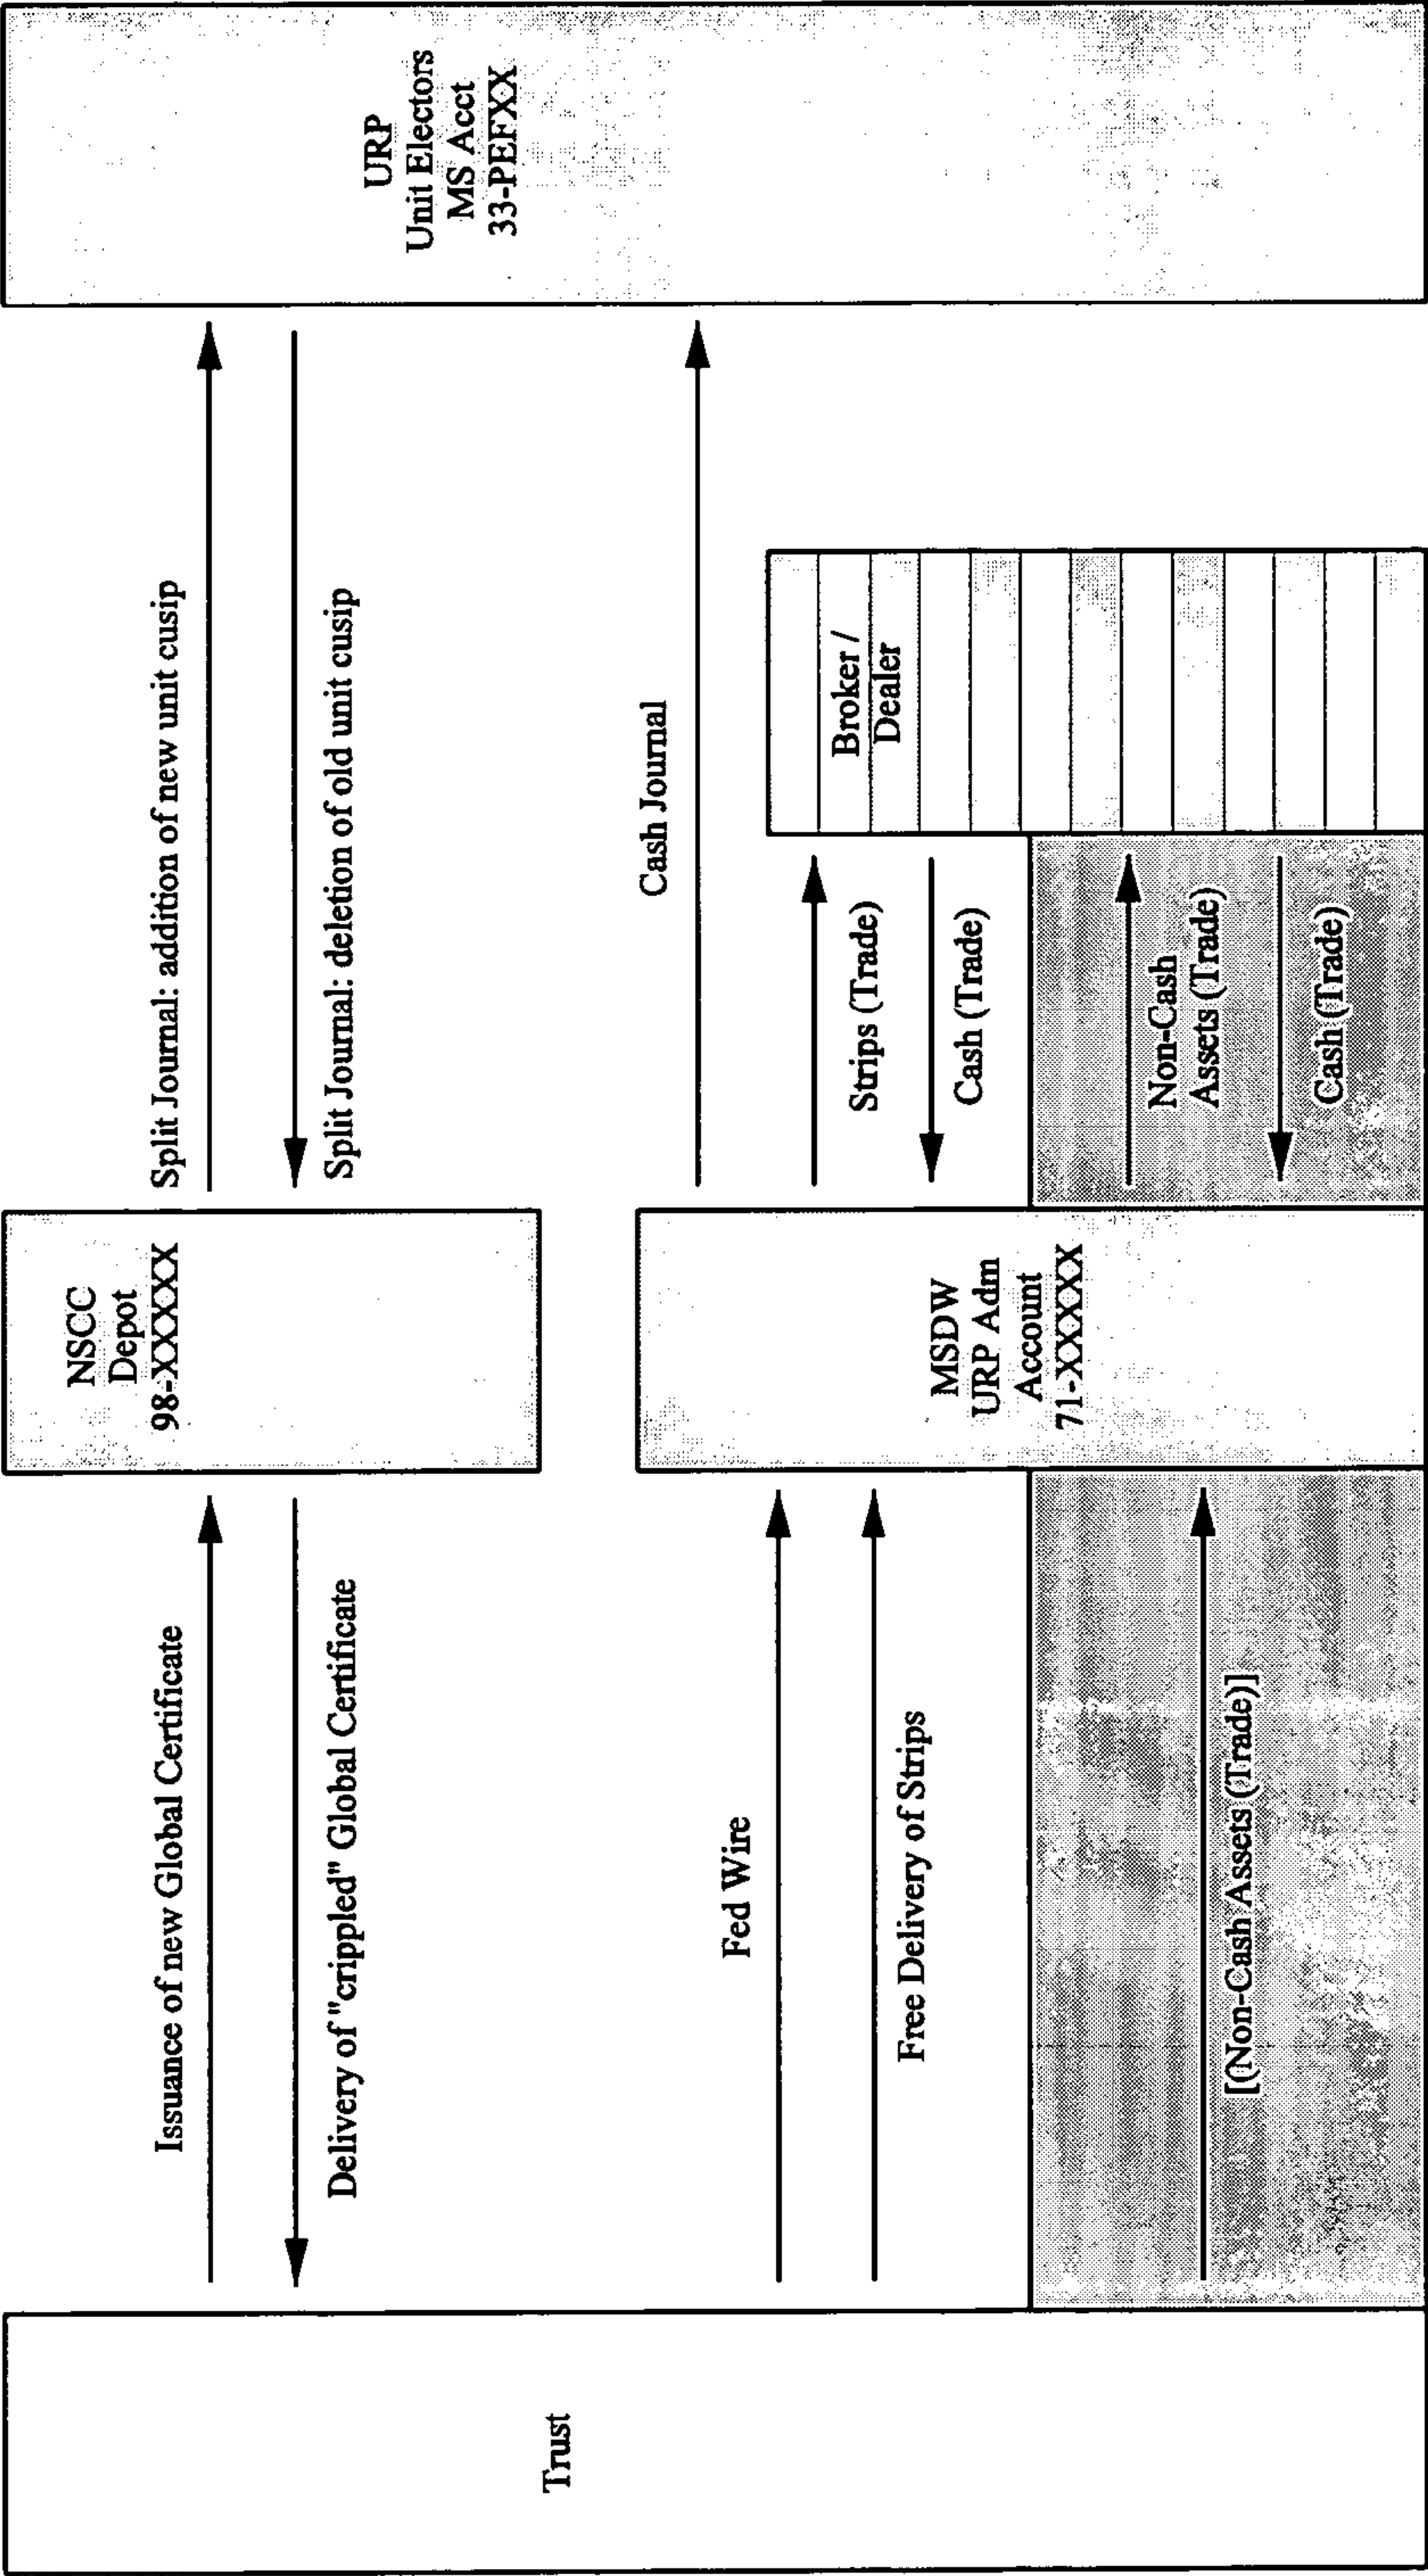 Trust
Issuance of new Global Certificate
Delivery of "crippled" Global Certificate
Fed Wire
Free Delivery of Strips
[(Non-Cash Assets (Trade)]
NSCC
Depot
98-XXXXX
MSDW
URP Adm
Account
71-XXXXX
Split Journal: addition of new unit cusip
Split Journal: deletion of old unit cusip
Cash Journal
Strips (Trade)
Cash (Trade)
Non-Cash
Assets (Trade)
Cash (Trade)
Broker /
Dealer
URP
Unit Electors
MS Acct
33-PEFXX